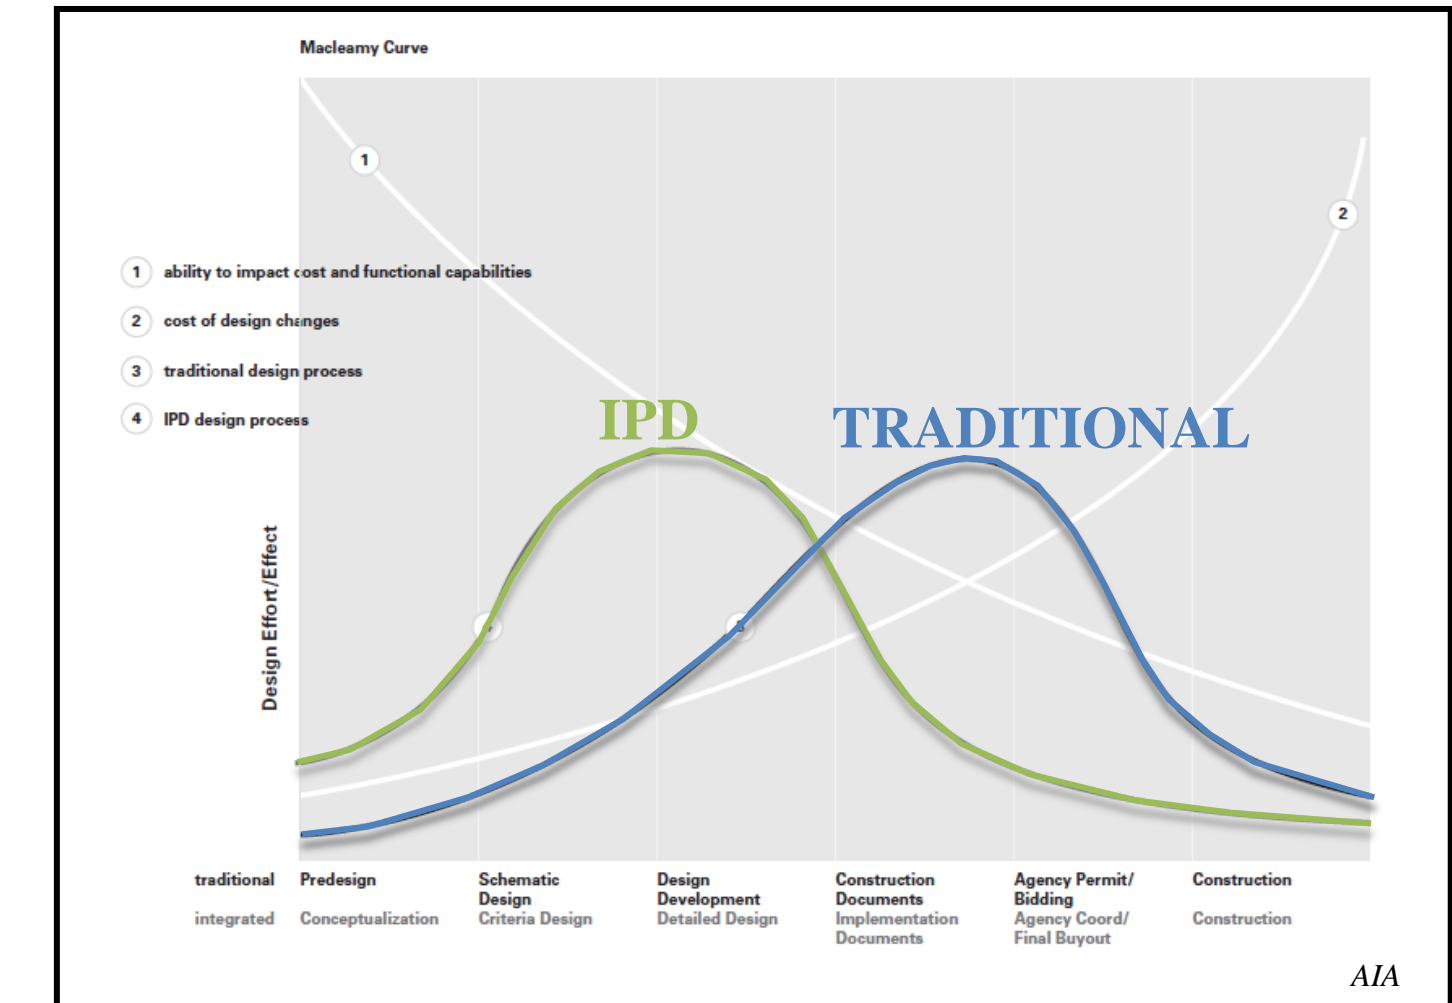 Macleamy Curve
1
2
1 ability to impact cost and functional capabilities
2 cost of design changes
3 traditional design process
4 IPD design process
IPD
TRADITIONAL
Design Effort/Effect
traditional Predesign Schematic Design Construction Agency Permit/ Construction
Design Development Documents Bidding
integrated Conceptualization Criteria Design Detailed Design Implementation Agency Coord/ Construction
Documents Final Buyout
AIA